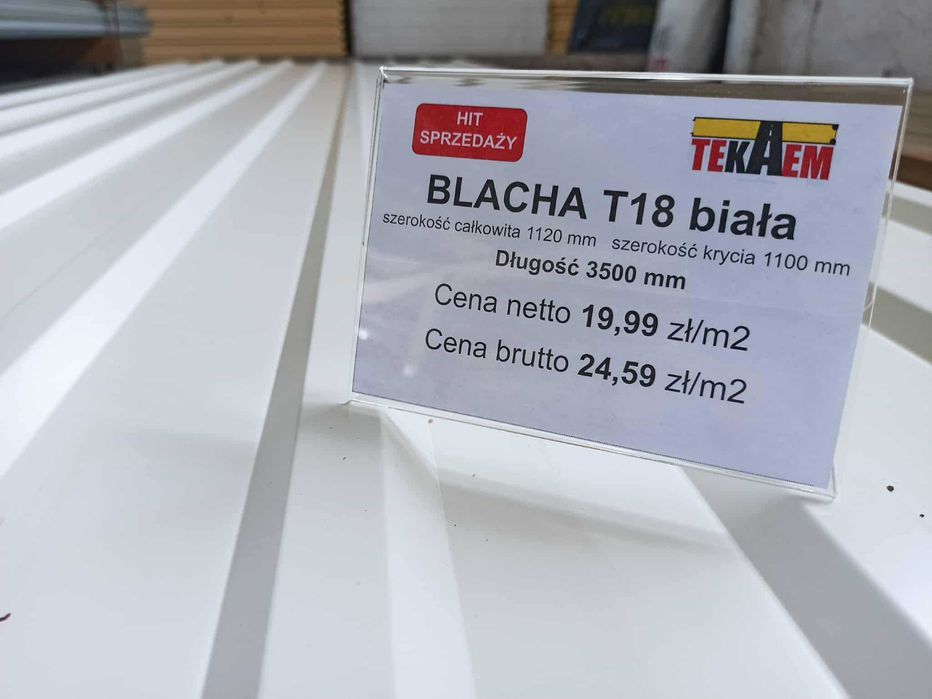 HIT
SPRZEDAŻY
TEKAEM
BLACHA T18 biała
szerokość całkowita 1120 mm szerokość krycia 1100 mm
Długość 3500 mm
Cena netto 19,99 zł/m2
Cena brutto 24,59 zł/m2